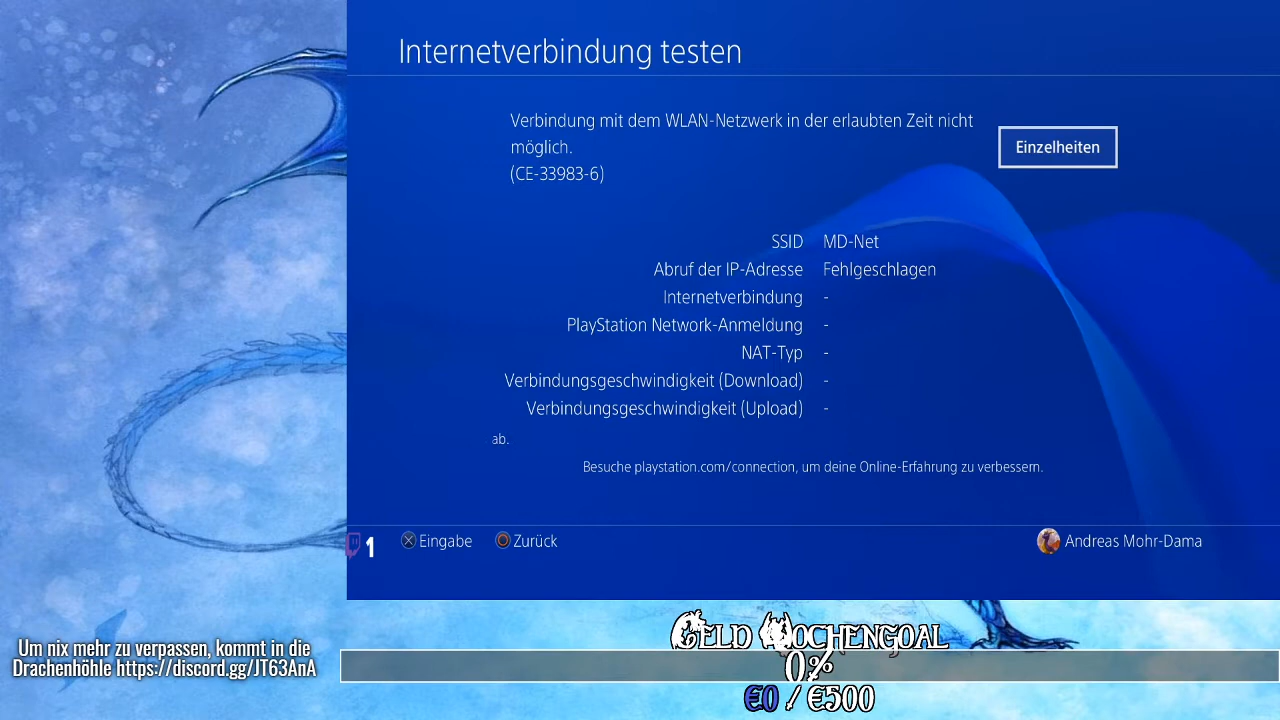 Internetverbindung testen
Verbindung mit dem WLAN-Netzwerk in der erlaubten Zeit nicht
möglich.
(CE-33983-6)
Einzelheiten
SSID MD-Net
Abruf der IP-Adresse Fehlgeschlagen
Internetverbindung -
PlayStation Network-Anmeldung -
NAT-Typ -
Verbindungsgeschwindigkeit (Download) -
Verbindungsgeschwindigkeit (Upload) -
ab.
Besuche playstation.com/connection, um deine Online-Erfahrung zu verbessern.
1
Eingabe Zurück
Andreas Mohr-Dama
Um nix mehr zu verpassen, kommt in die
Drachenhöhle https://discord.gg/JT63AnA
Geld Wochengoal
0%
€0 / €500